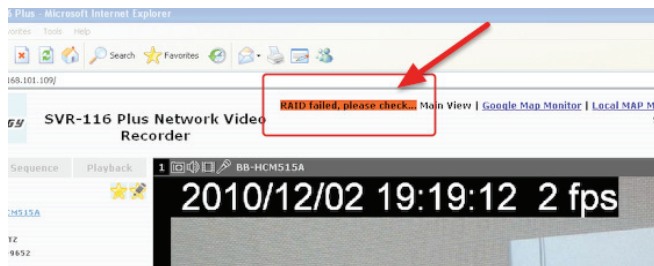 Plus - Microsoft Internet Explorer
Tools Help
Search Favorites
168.101.109/
RAID failed, please check... Main View | Google Map Monitor | Local MAP M
SVR-116 Plus Network Video
Recorder
Sequence Playback 1 BB-HCM515A
2010/12/02 19:19:12 2 fps
HCM515A
TZ
-9652